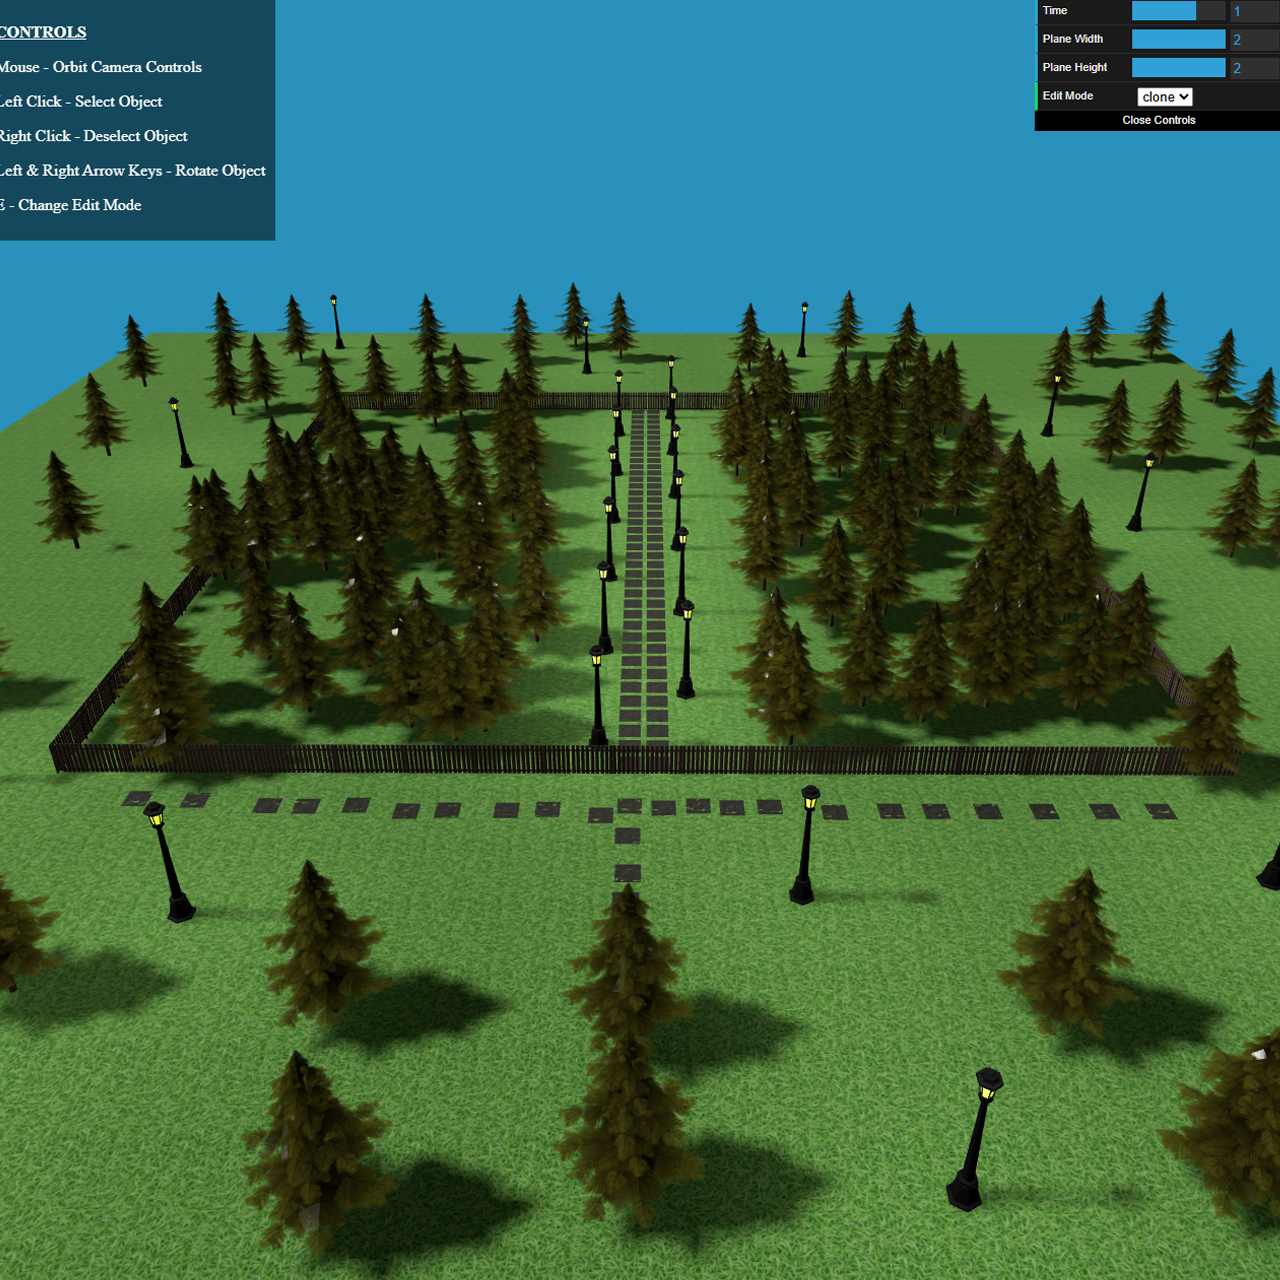 CONTROLS
Mouse - Orbit Camera Controls
Left Click - Select Object
Right Click - Deselect Object
Left & Right Arrow Keys - Rotate Object
E - Change Edit Mode
Time 1
Plane Width 2
Plane Height 2
Edit Mode clone
Close Controls